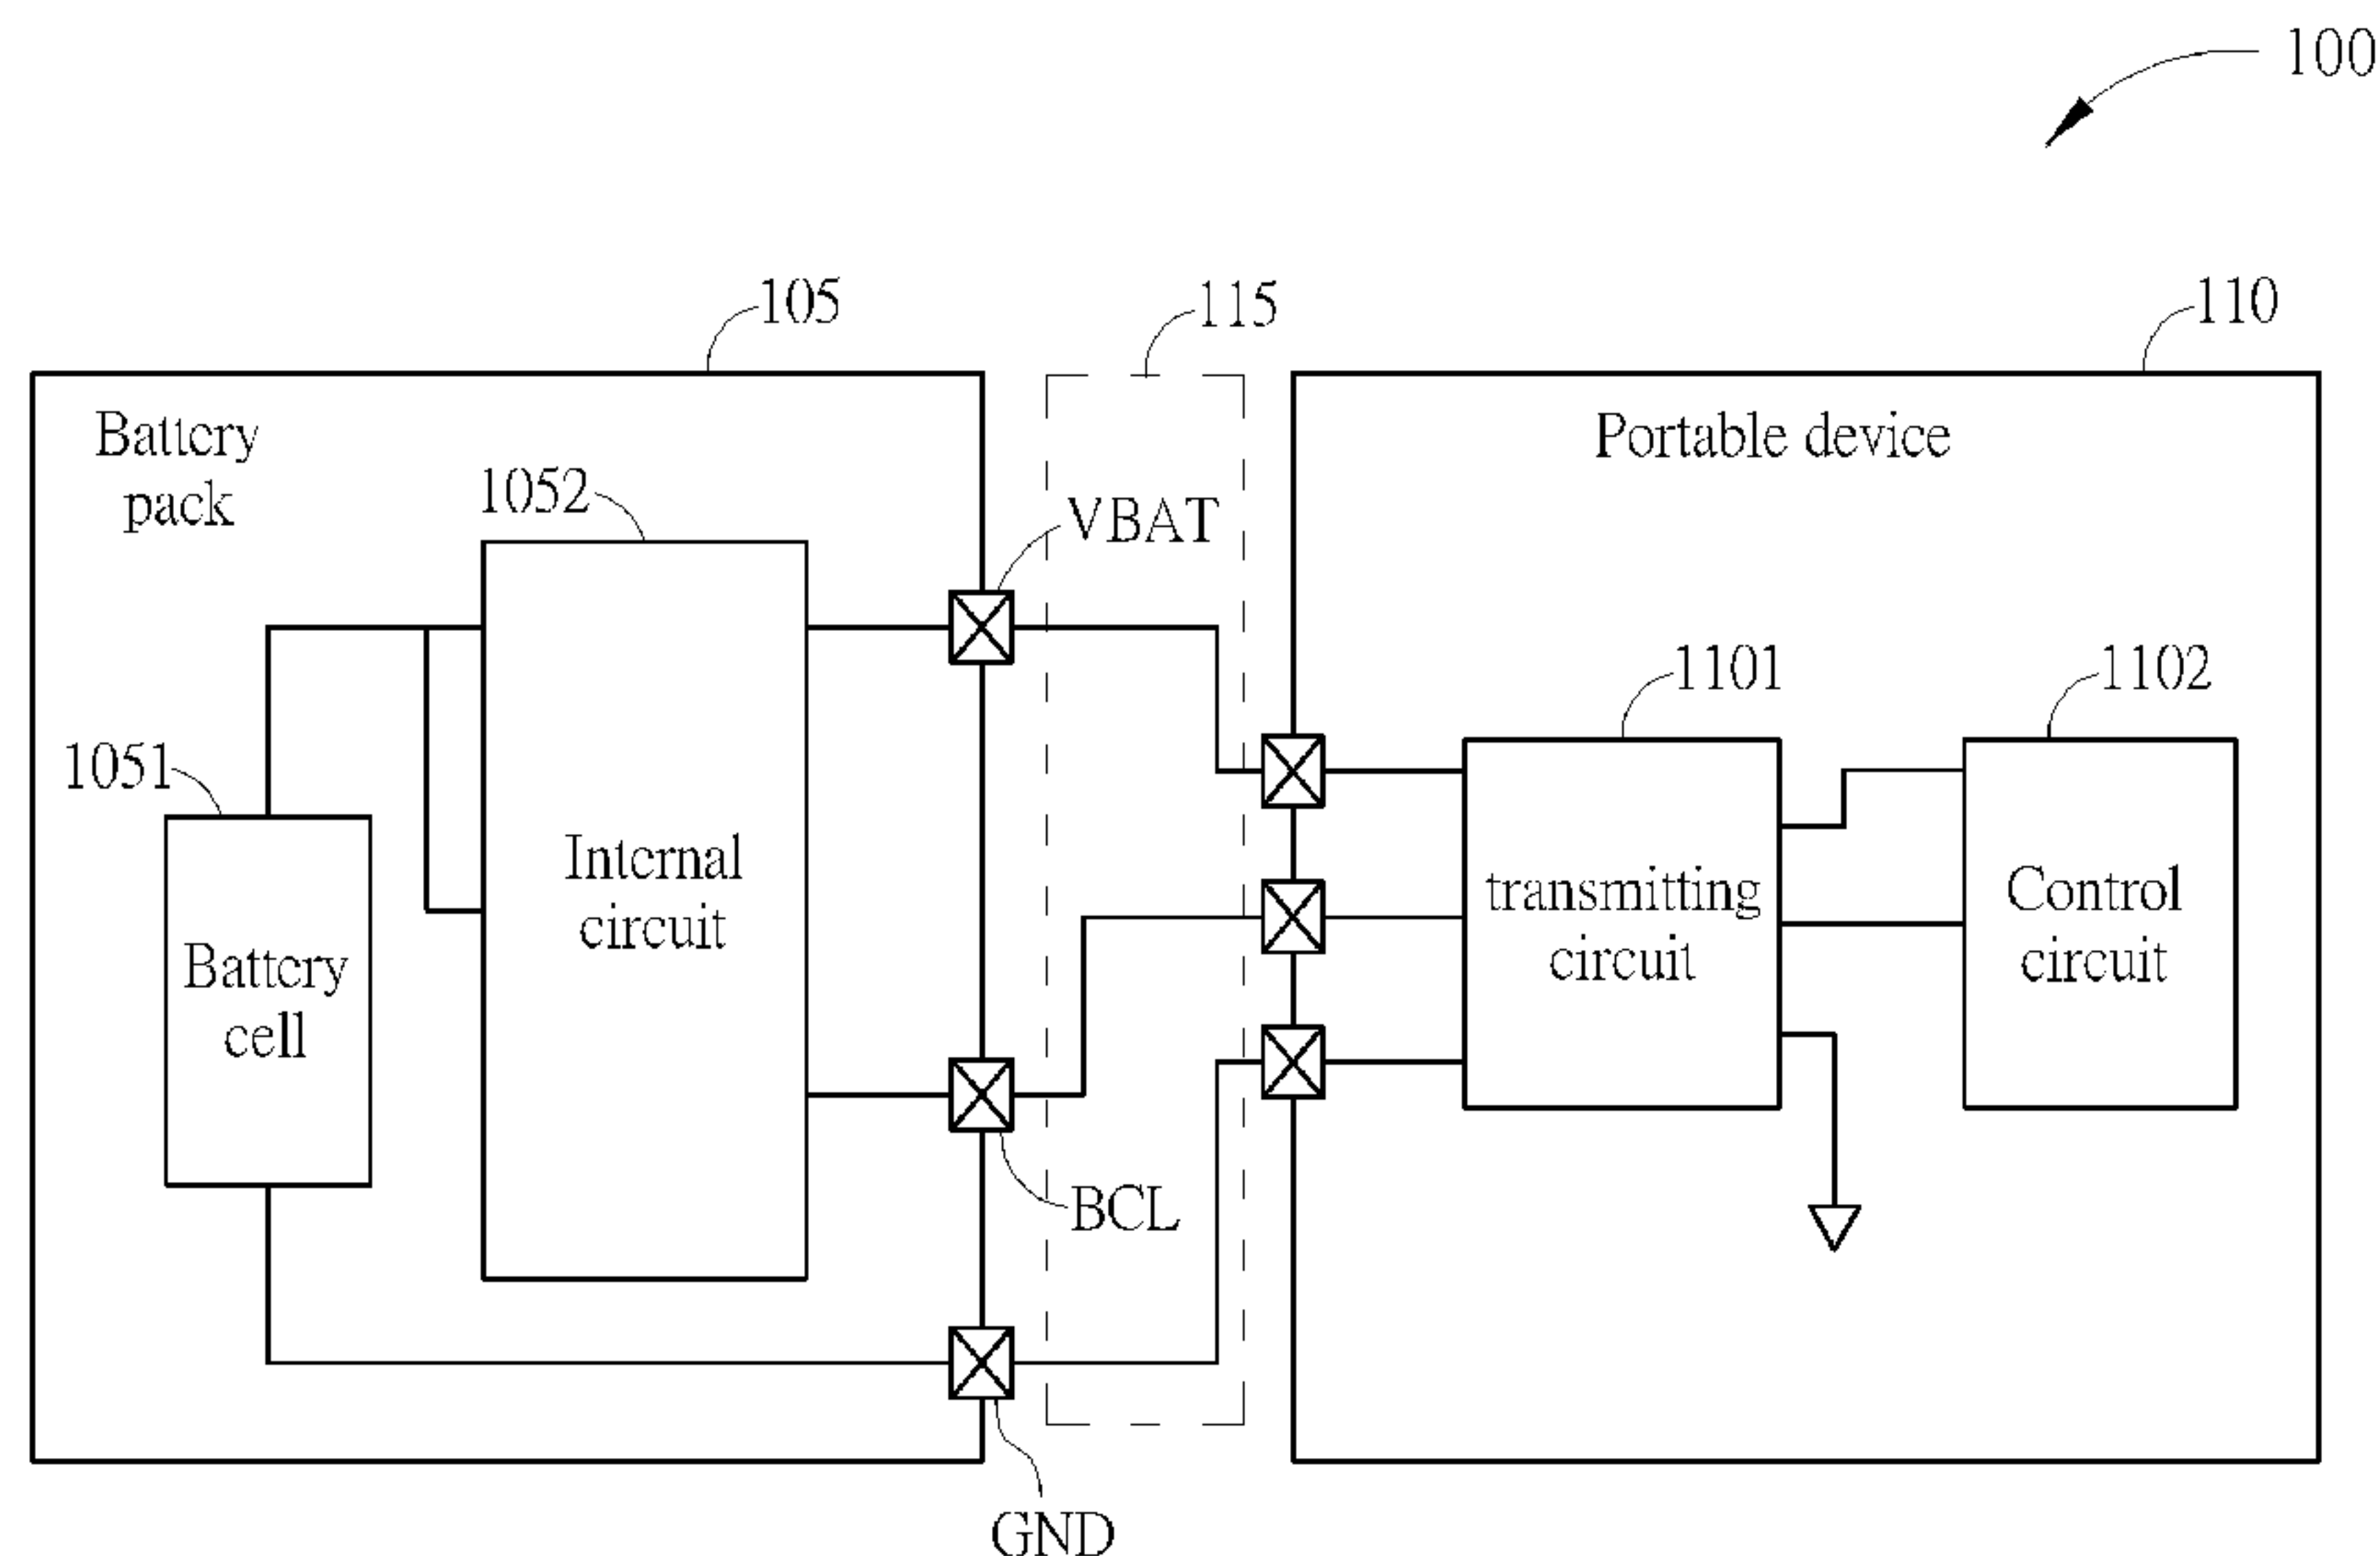 100
105
115
110
Battery
pack
Portable device
1052
VBAT
1101
1102
1051
Internal
circuit
transmitting
circuit
Control
circuit
Battery
cell
BCL
GND